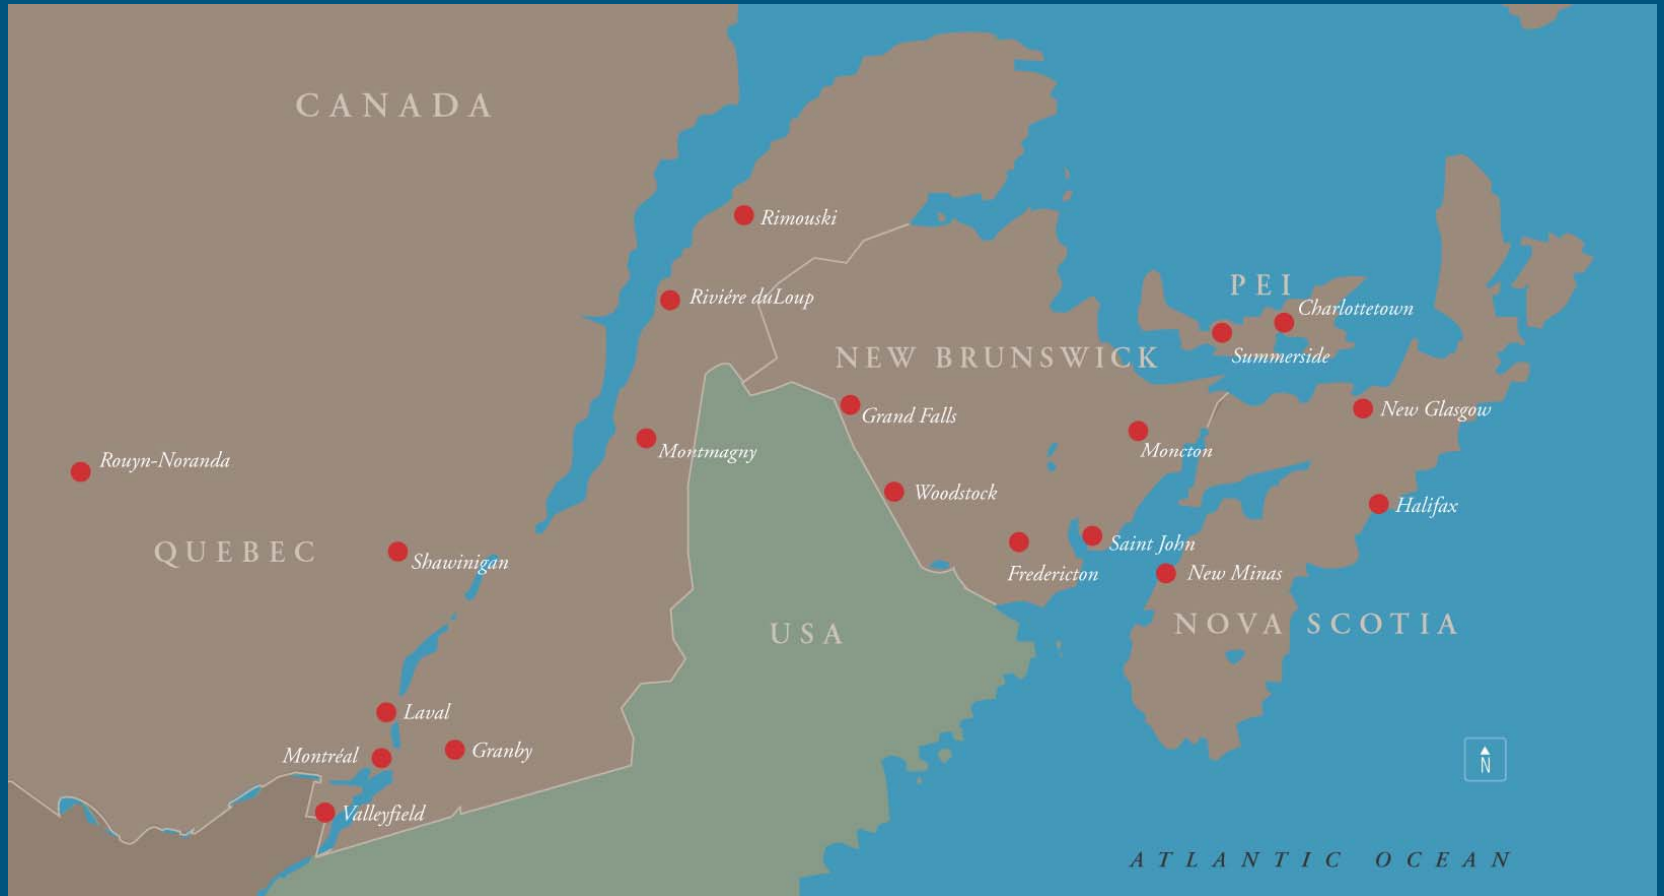 CANADA
Rimouski
PEI
Riviére duLoup
Charlottetown
NEW BRUNSWICK
Summerside
Grand Falls
New Glasgow
Montmagny
Moncton
Rouyn-Noranda
Woodstock
Halifax
QUEBEC
Shawinigan
Saint John
Fredericton
New Minas
USA
NOVA SCOTIA
Laval
Montréal
Granby
N
Valleyfield
ATLANTIC OCEAN